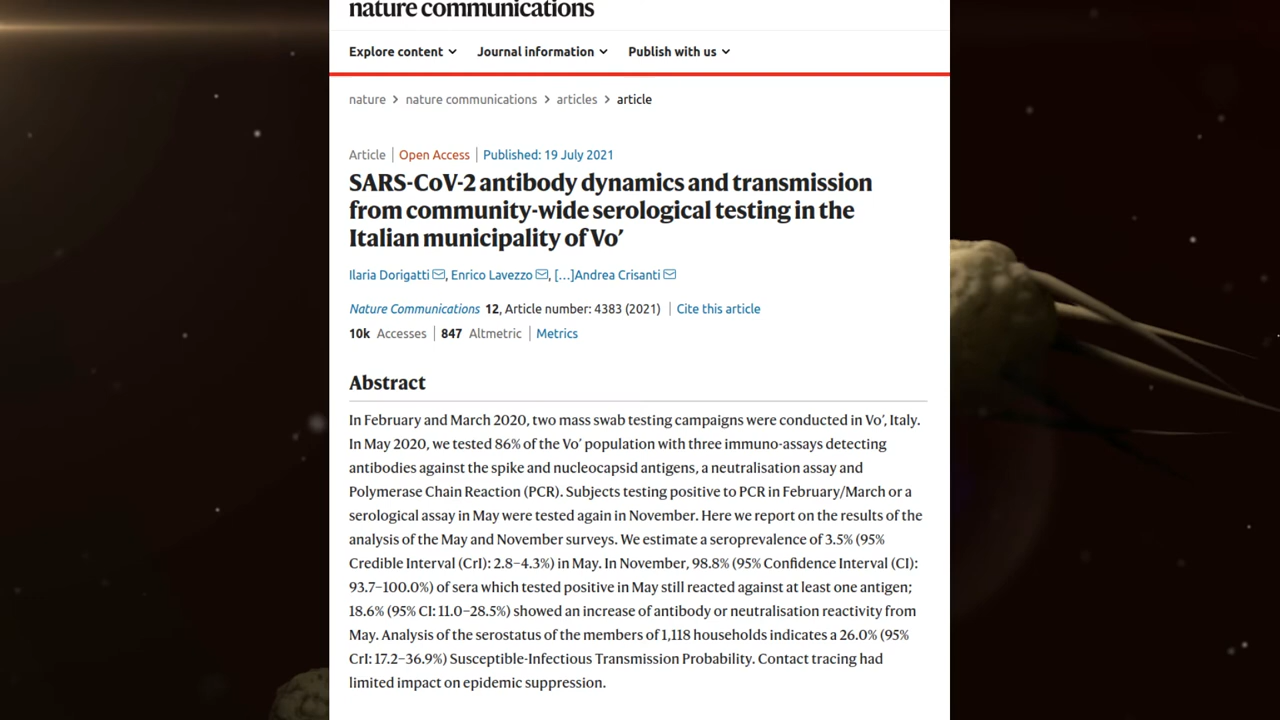 nature communications
Explore content Journal information Publish with us
nature > nature communications > articles > article
Article | Open Access | Published: 19 July 2021
SARS-CoV-2 antibody dynamics and transmission
from community-wide serological testing in the
Italian municipality of Vo’
Ilaria Dorigatti, Enrico Lavezzo, […]Andrea Crisanti
Nature Communications 12, Article number: 4383 (2021) | Cite this article
10k Accesses | 847 Altmetric | Metrics
Abstract
In February and March 2020, two mass swab testing campaigns were conducted in Vo’, Italy.
In May 2020, we tested 86% of the Vo’ population with three immuno-assays detecting
antibodies against the spike and nucleocapsid antigens, a neutralisation assay and
Polymerase Chain Reaction (PCR). Subjects testing positive to PCR in February/March or a
serological assay in May were tested again in November. Here we report on the results of the
analysis of the May and November surveys. We estimate a seroprevalence of 3.5% (95%
Credible Interval (CrI): 2.8–4.3%) in May. In November, 98.8% (95% Confidence Interval (CI):
93.7–100.0%) of sera which tested positive in May still reacted against at least one antigen;
18.6% (95% CI: 11.0–28.5%) showed an increase of antibody or neutralisation reactivity from
May. Analysis of the serostatus of the members of 1,118 households indicates a 26.0% (95%
CrI: 17.2–36.9%) Susceptible-Infectious Transmission Probability. Contact tracing had
limited impact on epidemic suppression.